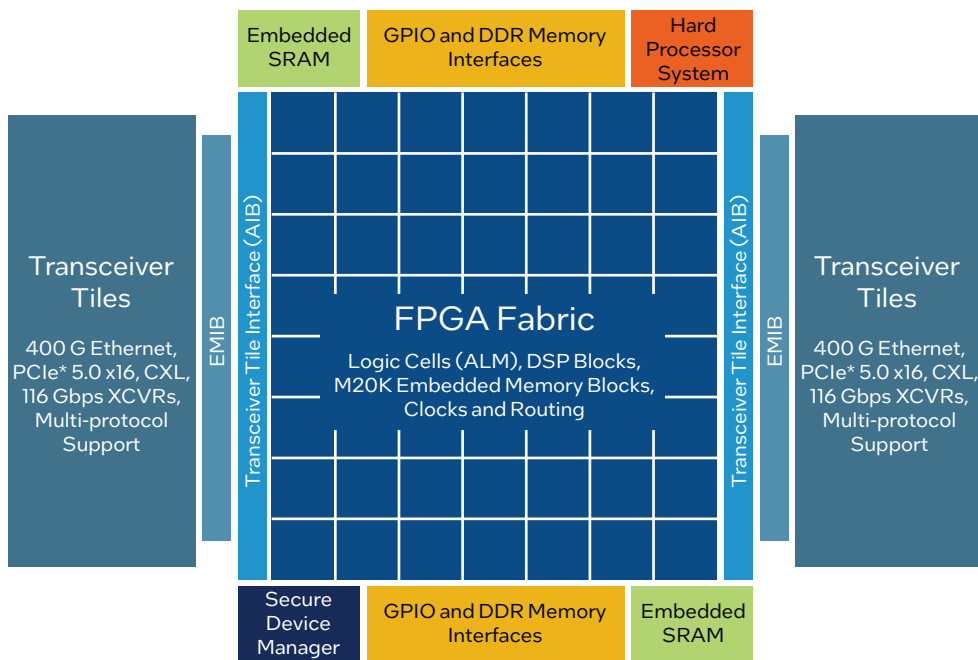 Embedded
SRAM
GPIO and DDR Memory
Interfaces
Hard
Processor
System
Transceiver
Tiles
400 G Ethernet,
PCIe* 5.0 x16, CXL,
116 Gbps XCVRs,
Multi-protocol
Support
EMIB
Transceiver Tile Interface (AIB)
FPGA Fabric
Logic Cells (ALM), DSP Blocks,
M20K Embedded Memory Blocks,
Clocks and Routing
Transceiver Tile Interface (AIB)
EMIB
Transceiver
Tiles
400 G Ethernet,
PCIe* 5.0 x16, CXL,
116 Gbps XCVRs,
Multi-protocol
Support
Secure
Device
Manager
GPIO and DDR Memory
Interfaces
Embedded
SRAM